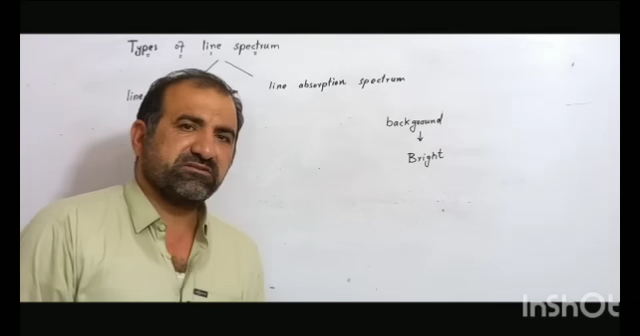 Types of line spectrum
line
line absorption spectrum
background
↓
Bright
InShOt